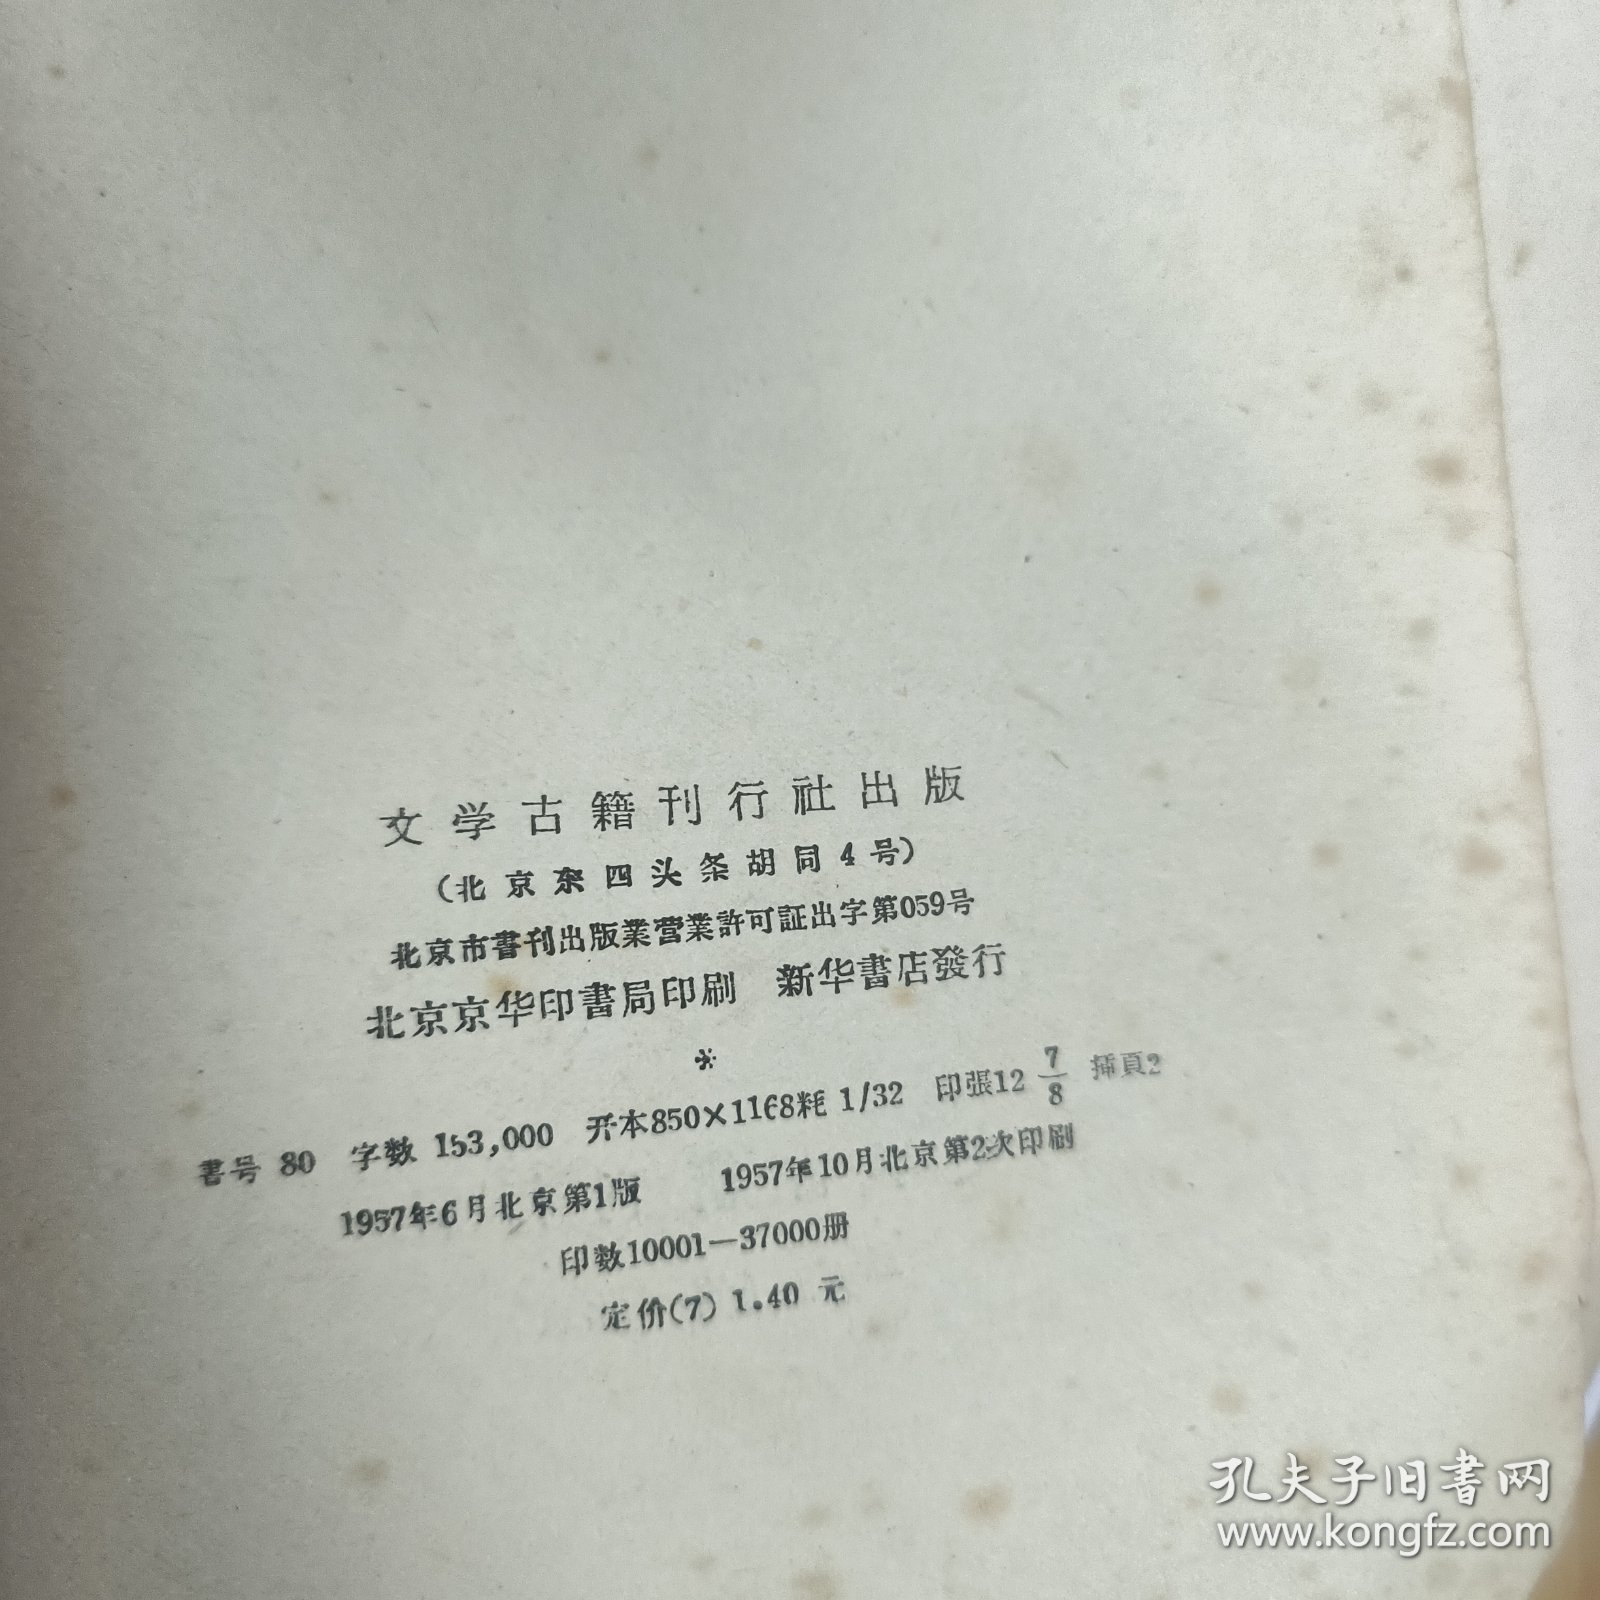 文学古籍刊行社出版
(北京东四头条胡同4号)
北京市書刊出版業营業許可証出字第059号
北京京华印書局印刷 新华書店發行
*
書号 80 字数 153,000 开本850×1168粍 1/32 印張12 7/8 插頁2
1957年6月北京第1版 1957年10月北京第2次印刷
印数10001—37000册
定价(7) 1.40 元
孔夫子旧書网
www.kongfz.com